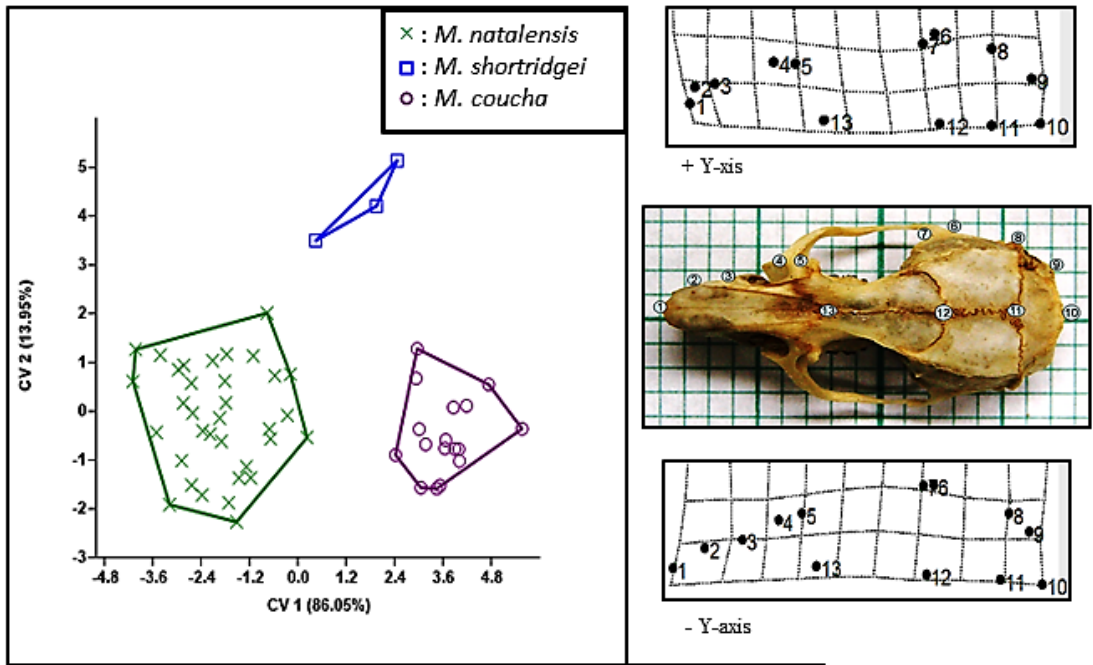 × : M. natalensis
□ : M. shortridgei
○ : M. coucha
CV 2 (13.95%)
5
4
3
2
1
0
-1
-2
-3
-4.8 -3.6 -2.4 -1.2 0.0 1.2 2.4 3.6 4.8
CV 1 (86.05%)
1 2 3 4 5 6 7 8 9 10 11 12 13
+ Y-xis
1 2 3 4 5 6 7 8 9 10 11 12 13
1 2 3 4 5 6 7 8 9 10 11 12 13
- Y-axis